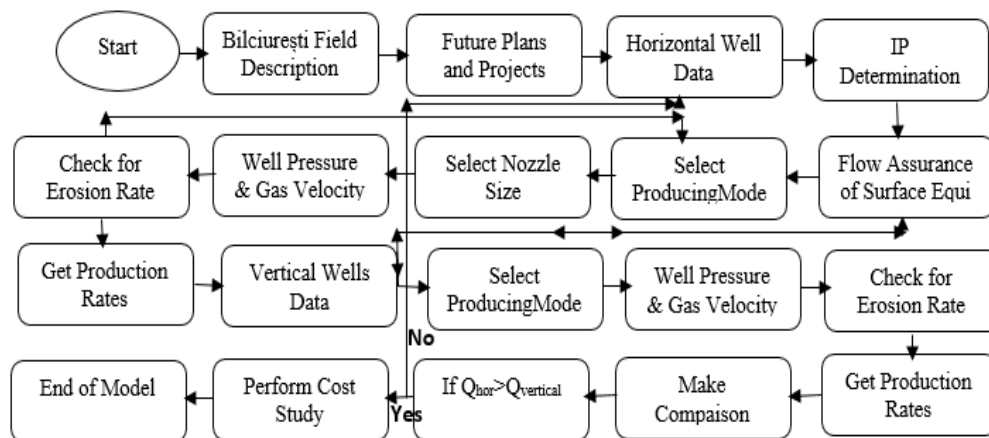 Start
Bilciurești Field
Description
Future Plans
and Projects
Horizontal Well
Data
IP
Determination
Check for
Erosion Rate
Well Pressure
& Gas Velocity
Select Nozzle
Size
Select
ProducingMode
Flow Assurance
of Surface Equi
Get Production
Rates
Vertical Wells
Data
Select
ProducingMode
Well Pressure
& Gas Velocity
Check for
Erosion Rate
No
End of Model
Perform Cost
Study
Yes
If Qhor>Qvertical
Make
Compaison
Get Production
Rates